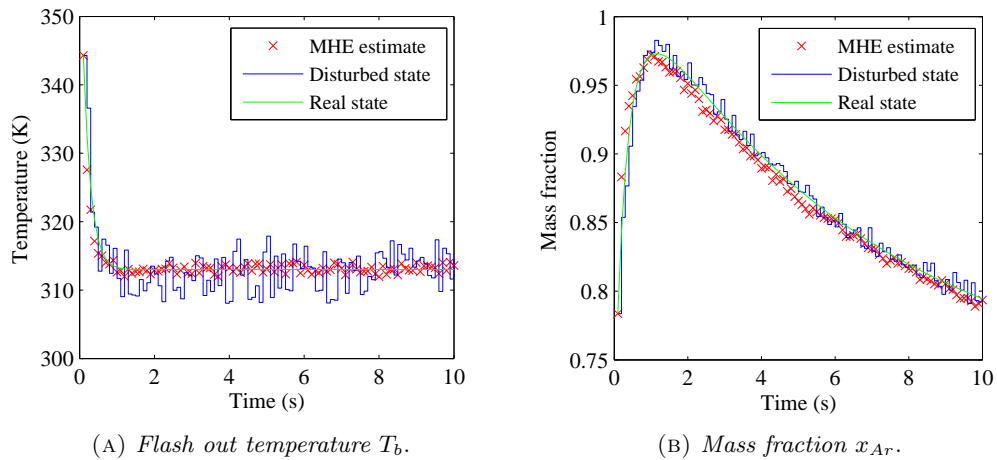 350
340
330
320
310
300
0
2
4
6
8
10
Temperature (K)
Time (s)
MHE estimate
Disturbed state
Real state
(A) Flash out temperature T_b.
1
0.95
0.9
0.85
0.8
0.75
0
2
4
6
8
10
Mass fraction
Time (s)
MHE estimate
Disturbed state
Real state
(B) Mass fraction x_{Ar}.